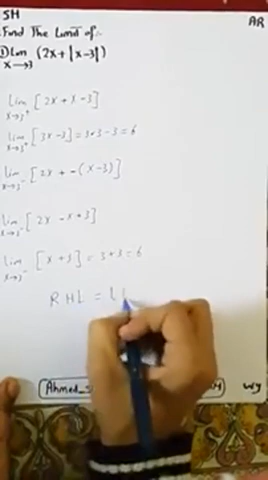 SH
AR
Find The Limit of:-
① Lim (2x + |x-3|)
x→3
lim [2x + x - 3]
x→3⁺
lim [3x - 3] = 3*3 - 3 = 6
x→3⁺
lim [2x + -(x-3)]
x→3⁻
lim [2x - x + 3]
x→3⁻
lim [x + 3] = 3 + 3 = 6
x→3⁻
RHL = L
Ahmed_S
wy